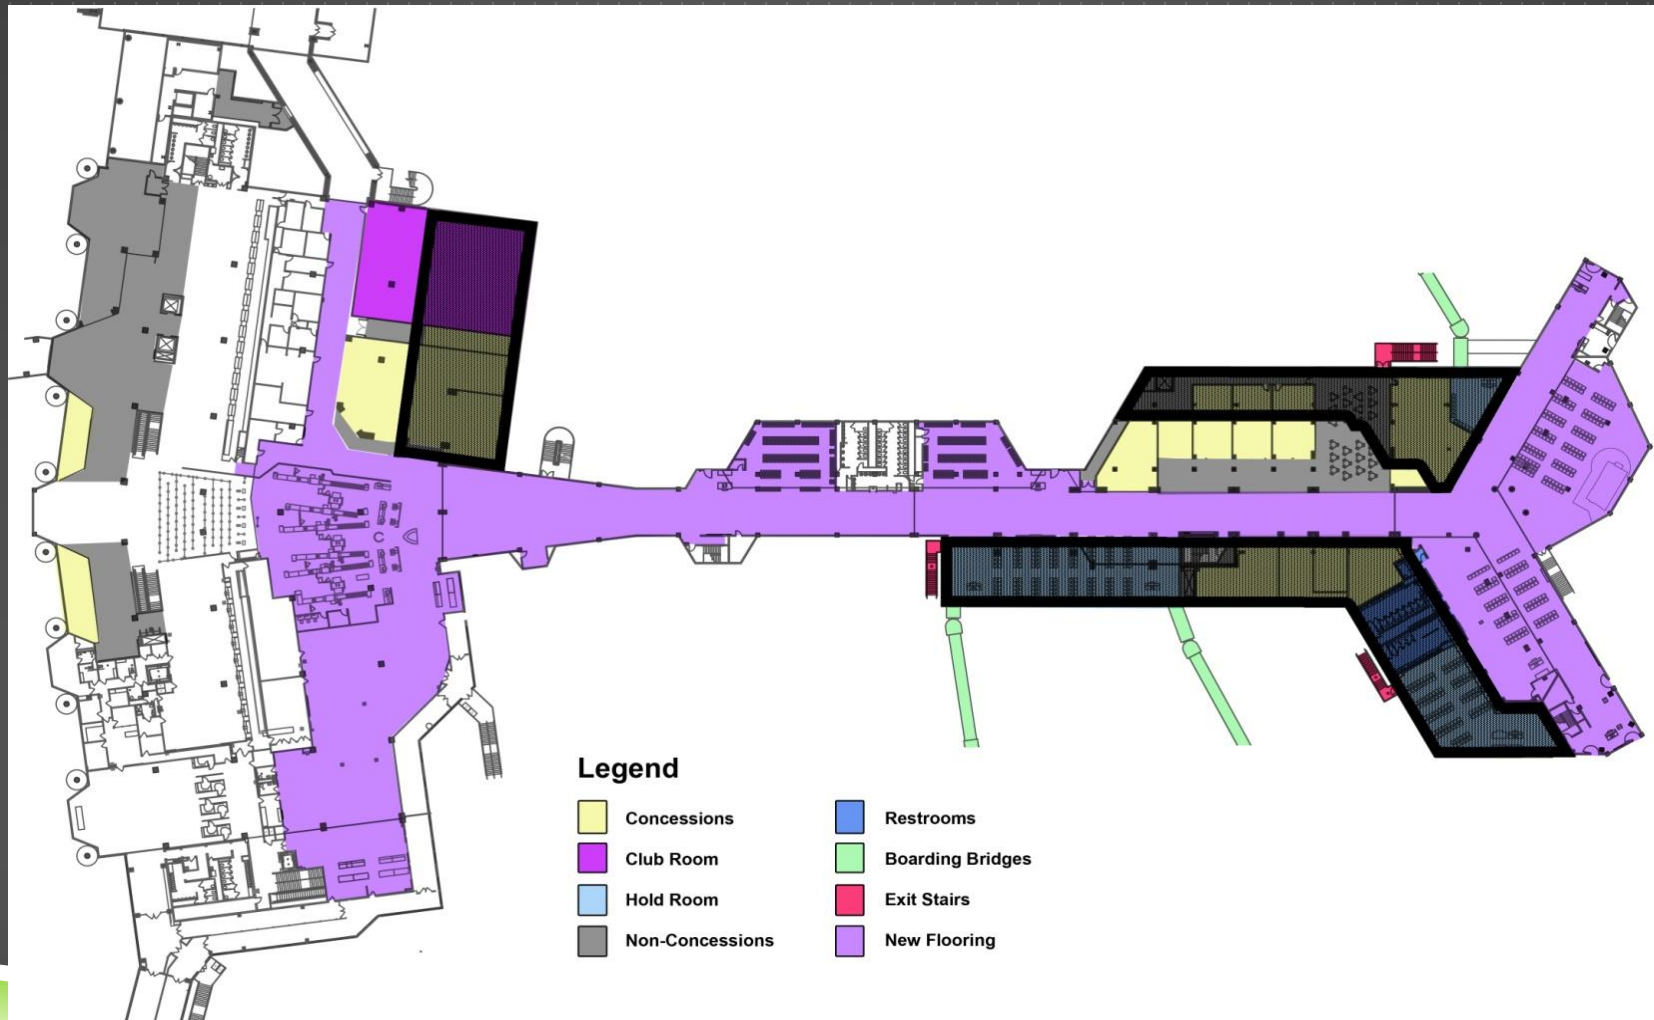 Legend
Concessions
Club Room
Hold Room
Non-Concessions
Restrooms
Boarding Bridges
Exit Stairs
New Flooring